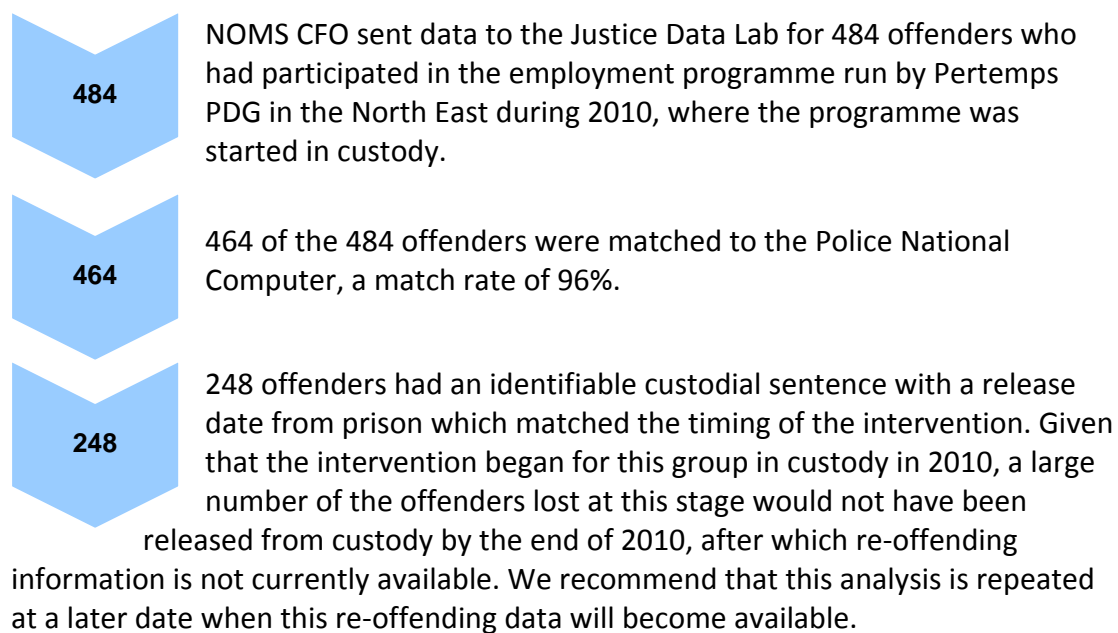 484
NOMS CFO sent data to the Justice Data Lab for 484 offenders who
had participated in the employment programme run by Pertemps
PDG in the North East during 2010, where the programme was
started in custody.
464
464 of the 484 offenders were matched to the Police National
Computer, a match rate of 96%.
248
248 offenders had an identifiable custodial sentence with a release
date from prison which matched the timing of the intervention. Given
that the intervention began for this group in custody in 2010, a large
number of the offenders lost at this stage would not have been
released from custody by the end of 2010, after which re-offending
information is not currently available. We recommend that this analysis is repeated
at a later date when this re-offending data will become available.